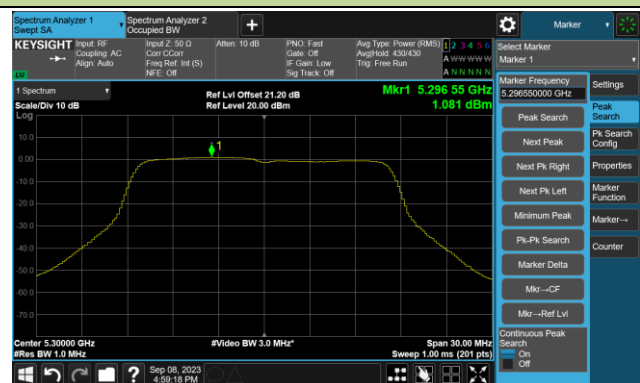 Spectrum Analyzer 1
Swept SA
Spectrum Analyzer 2
Occupied BW
+
Marker
KEYSIGHT
Input: RF
Coupling: AC
Align: Auto
Input Z: 50 Ω
Corr CCorr
Freq Ref: Int (S)
NFE: Off
Atten: 10 dB
PNO: Fast
Gate: Off
IF Gain: Low
Sig Track: Off
Avg Type: Power (RMS)
Avg|Hold: 430/430
Trig: Free Run
1 2 3 4 5 6
A W W W W W
A N N N N N
LW
Select Marker
Marker 1
1 Spectrum
Scale/Div 10 dB
Log
Ref Lvl Offset 21.20 dB
Ref Level 20.00 dBm
Mkr1 5.296 55 GHz
1.081 dBm
Marker Frequency
5.296550000 GHz
Settings
Peak Search
Peak
Search
Next Peak
Pk Search
Config
Next Pk Right
Properties
Next Pk Left
Marker
Function
Minimum Peak
Marker→
Pk-Pk Search
Counter
Marker Delta
Mkr→CF
Mkr→Ref Lvl
Continuous Peak
Search
On
Off
10.0
0.00
-10.0
-20.0
-30.0
-40.0
-50.0
-60.0
-70.0
1
Center 5.30000 GHz
#Res BW 1.0 MHz
#Video BW 3.0 MHz*
Span 30.00 MHz
Sweep 1.00 ms (201 pts)
?
Sep 08, 2023
4:59:18 PM